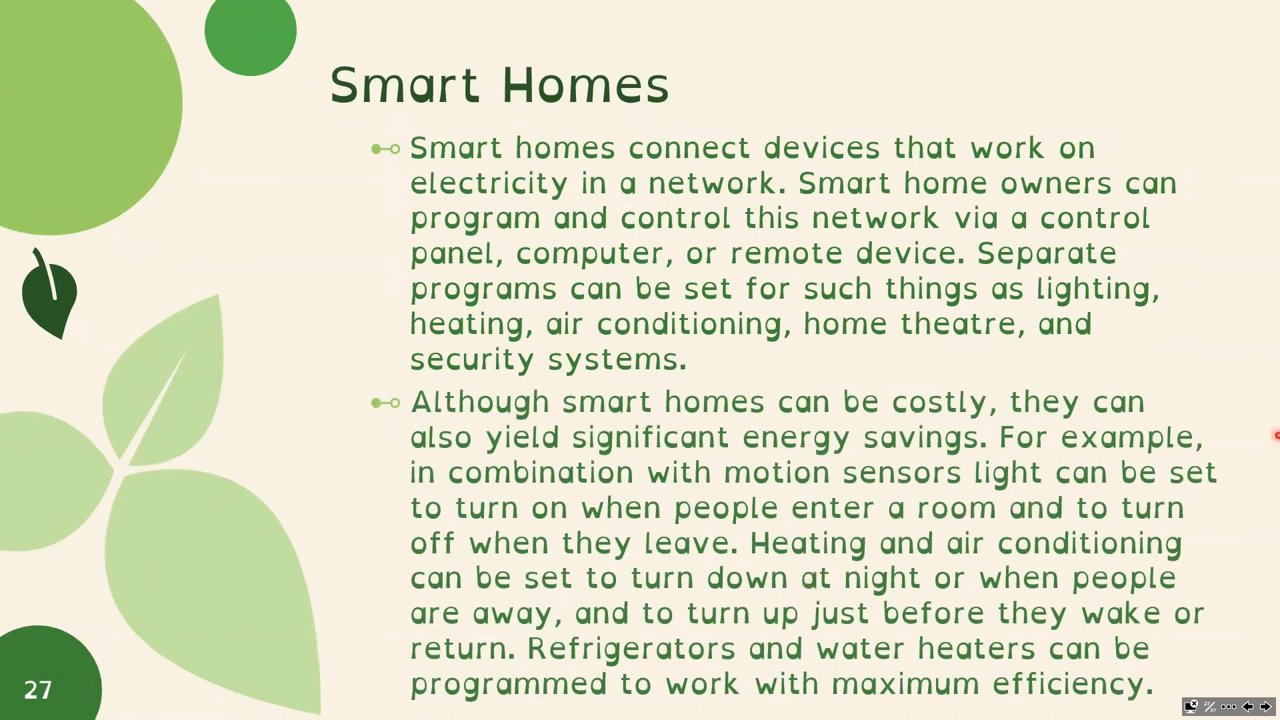 Smart Homes
Smart homes connect devices that work on
electricity in a network. Smart home owners can
program and control this network via a control
panel, computer, or remote device. Separate
programs can be set for such things as lighting,
heating, air conditioning, home theatre, and
security systems.
Although smart homes can be costly, they can
also yield significant energy savings. For example,
in combination with motion sensors light can be set
to turn on when people enter a room and to turn
off when they leave. Heating and air conditioning
can be set to turn down at night or when people
are away, and to turn up just before they wake or
return. Refrigerators and water heaters can be
programmed to work with maximum efficiency.
27